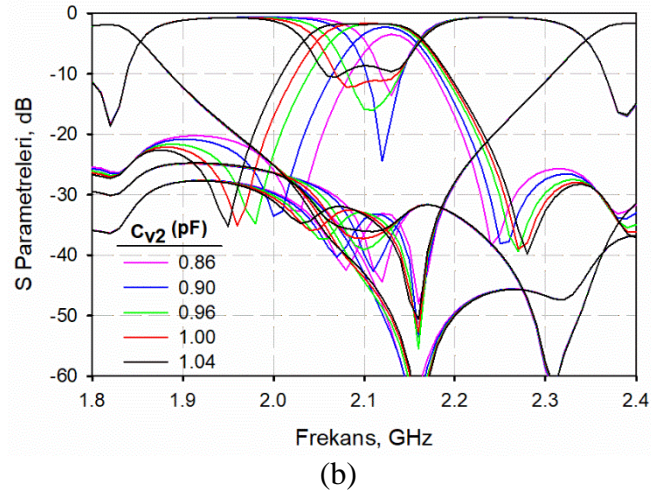 0
-10
-20
-30
-40
-50
-60
S Parametreleri, dB
C_v2 (pF)
0.86
0.90
0.96
1.00
1.04
1.8 1.9 2.0 2.1 2.2 2.3 2.4
Frekans, GHz
(b)